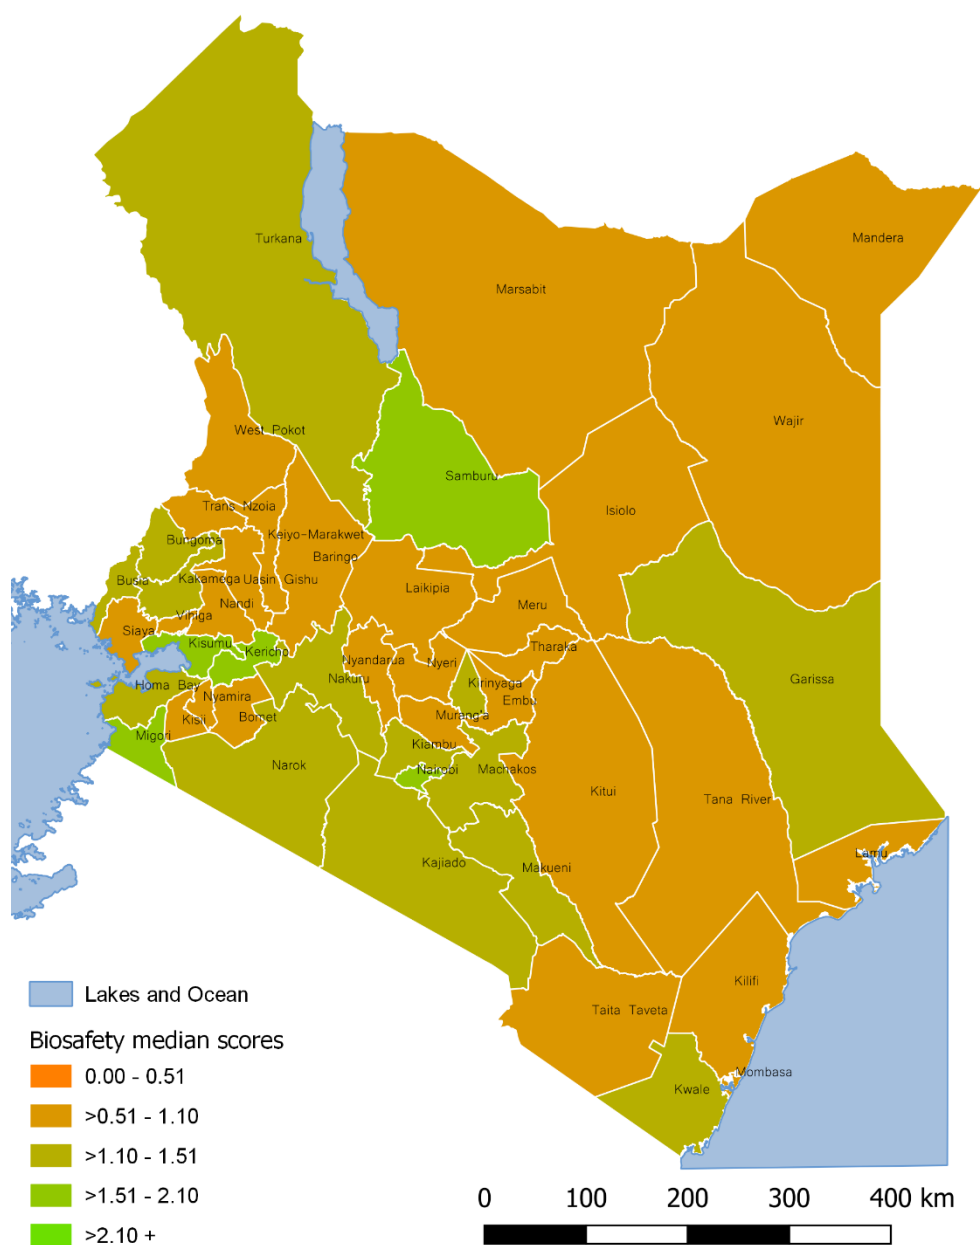 Turkana
Mandera
Marsabit
Wajir
West Pokot
Samburu
Trans Nzoia
Isiolo
Keiyo-Marakwet
Bungoma
Baringo
Busia
Kakamega
Uasin Gishu
Laikipia
Nandi
Meru
Vihiga
Siaya
Kisumu
Kericho
Tharaka
Nyandarua
Nyeri
Nakuru
Garissa
Homa Bay
Kirinyaga
Nyamira
Embu
Kisii
Bomet
Murang'a
Migori
Kiambu
Narok
Nairobi
Machakos
Kitui
Tana River
Kajiado
Makueni
Lamu
Kilifi
Taita Taveta
Mombasa
Kwale
Lakes and Ocean
Biosafety median scores
0.00 - 0.51
>0.51 - 1.10
>1.10 - 1.51
>1.51 - 2.10
>2.10 +
0 100 200 300 400 km